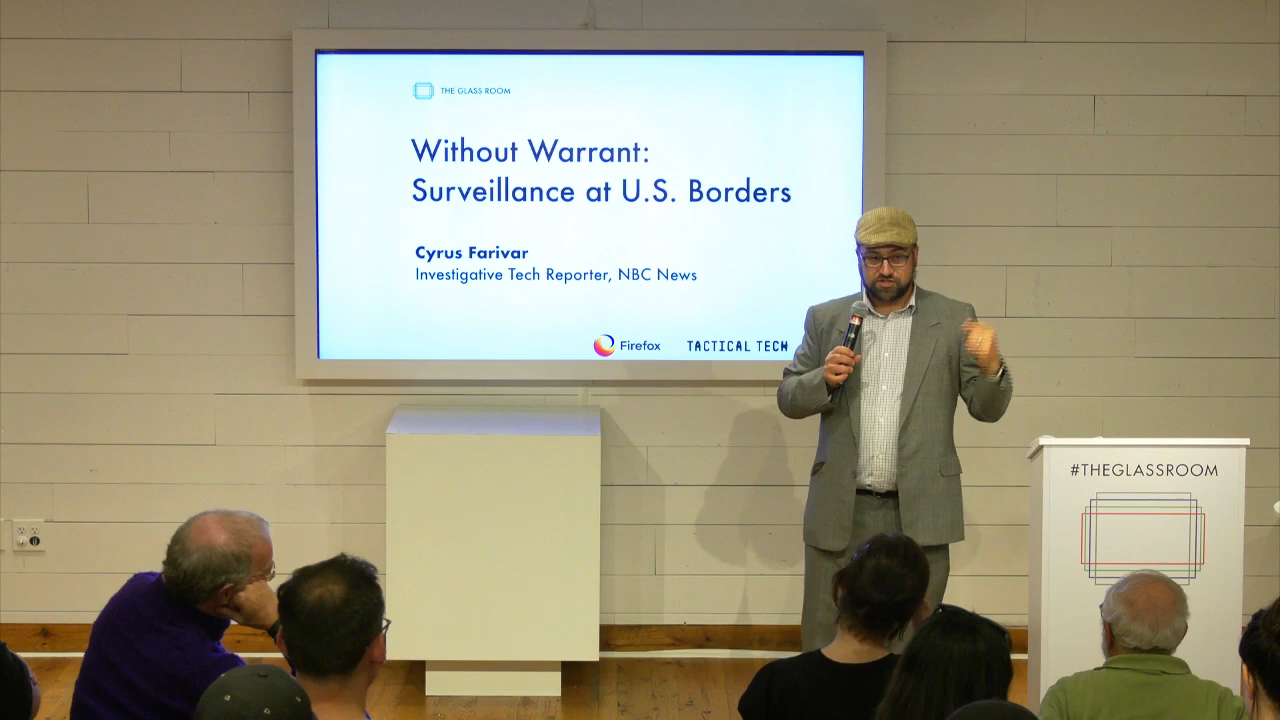 THE GLASS ROOM
Without Warrant:
Surveillance at U.S. Borders
Cyrus Farivar
Investigative Tech Reporter, NBC News
Firefox
TACTICAL TECH
#THEGLASSROOM